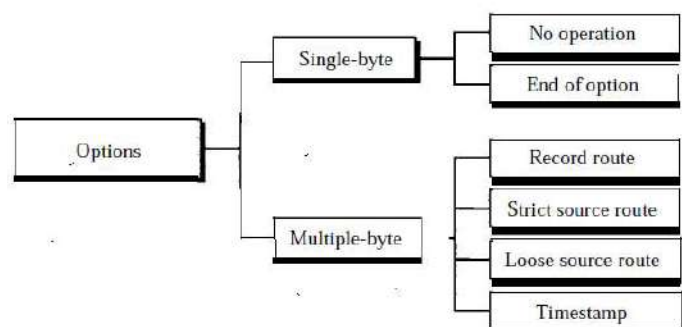 Options
Single-byte
No operation
End of option
Multiple-byte
Record route
Strict source route
Loose source route
Timestamp